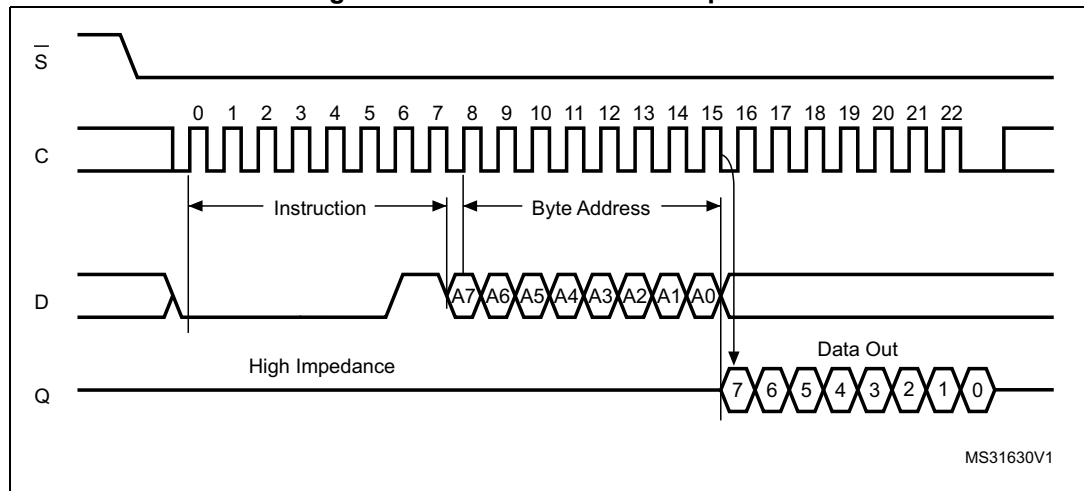 S
0 1 2 3 4 5 6 7 8 9 10 11 12 13 14 15 16 17 18 19 20 21 22
C
Instruction Byte Address
D A7 A6 A5 A4 A3 A2 A1 A0
High Impedance Data Out
Q 7 6 5 4 3 2 1 0
MS31630V1